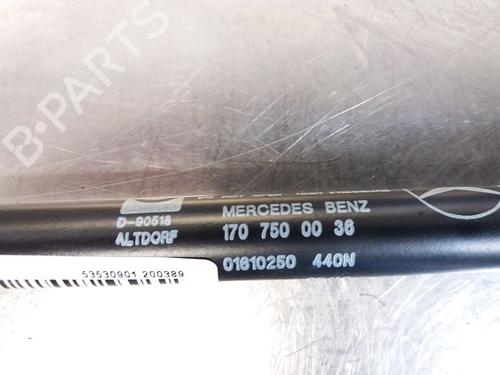 B-PARTS
MERCEDES BENZ
D-90518
ALTDORF
170 750 00 36
01610250 440N
53530901 200389